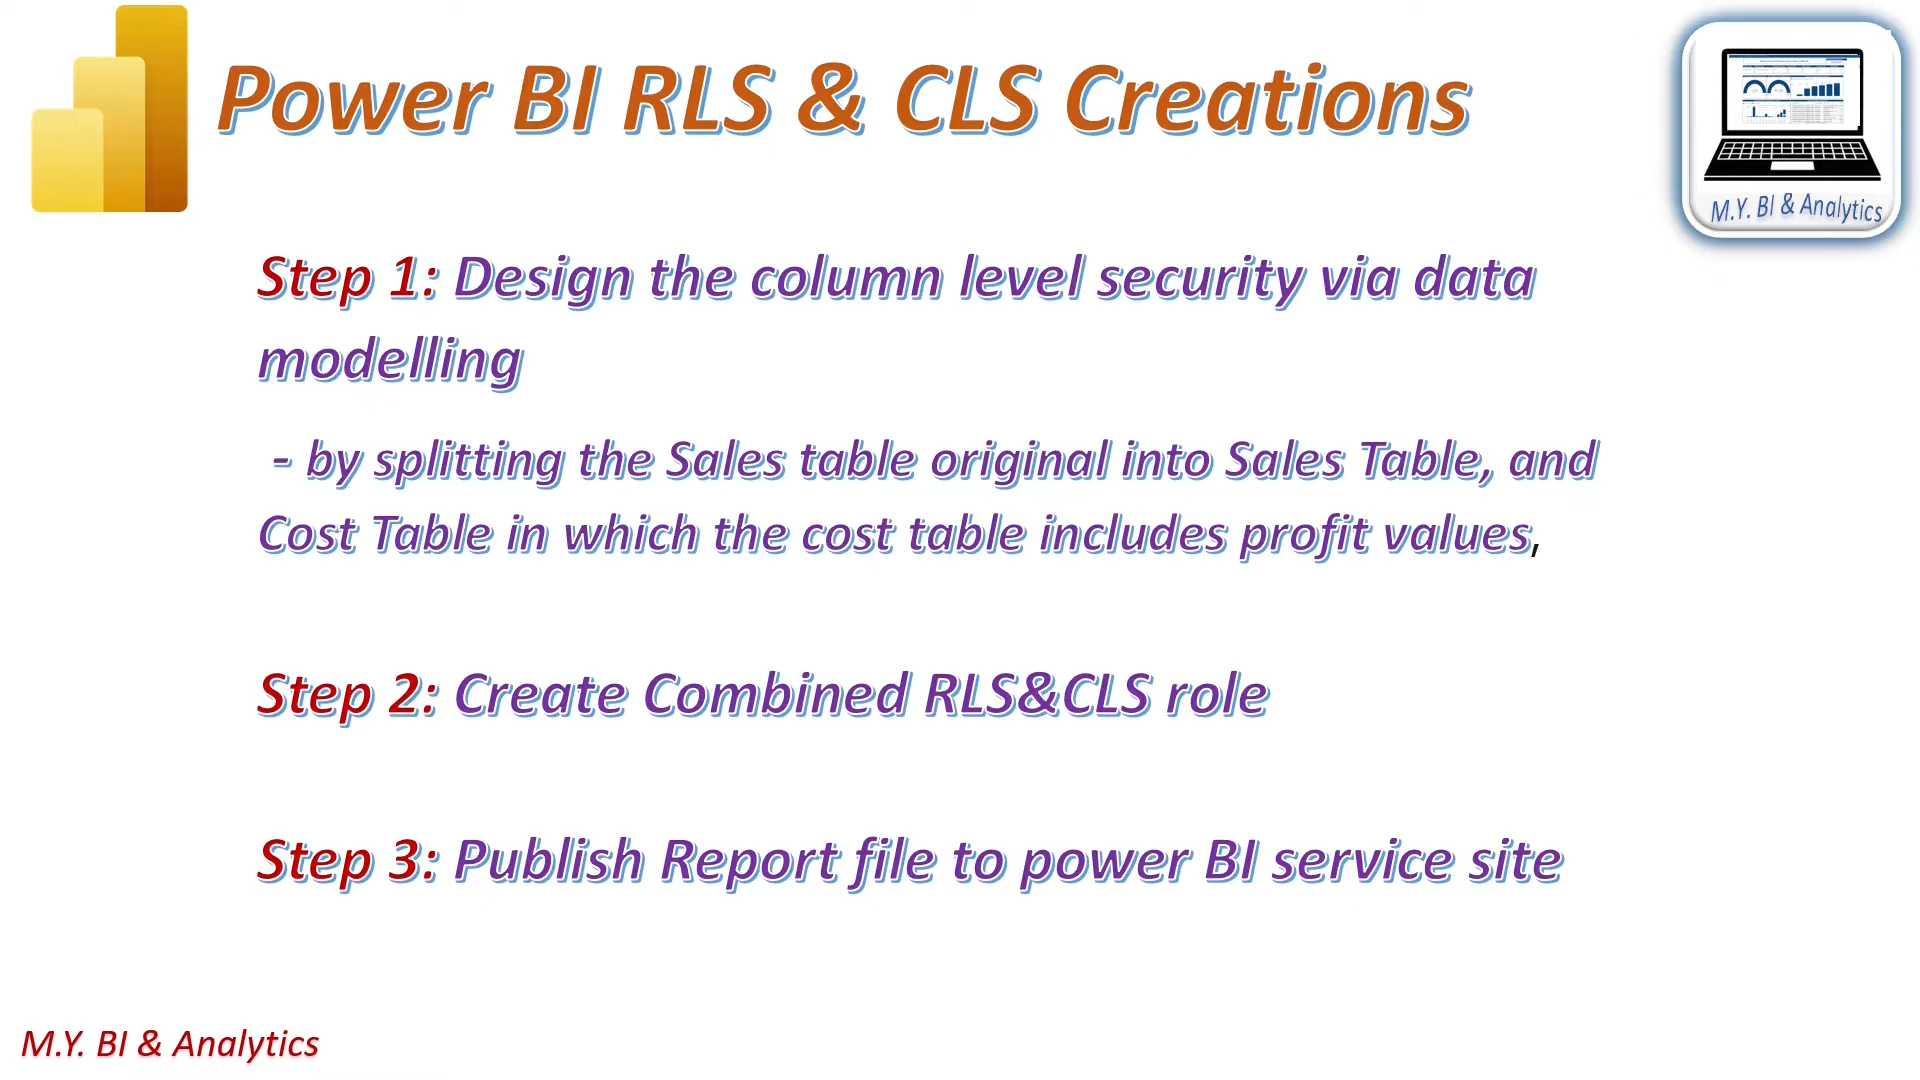 Power BI RLS & CLS Creations
M.Y. BI & Analytics
Step 1: Design the column level security via data
modelling
- by splitting the Sales table original into Sales Table, and
Cost Table in which the cost table includes profit values,
Step 2: Create Combined RLS&CLS role
Step 3: Publish Report file to power BI service site
M.Y. BI & Analytics